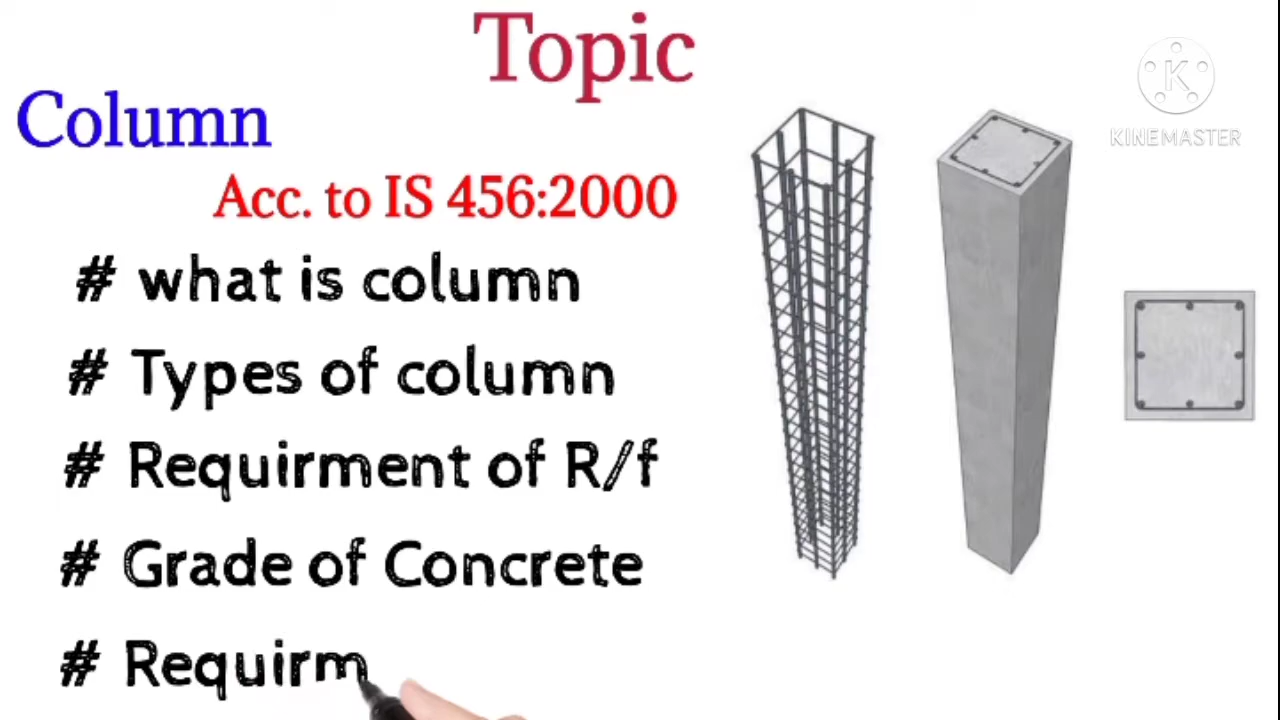 Topic
Column
Acc. to IS 456:2000
# what is column
# Types of column
# Requirment of R/f
# Grade of Concrete
# Requirm
K
KINEMASTER